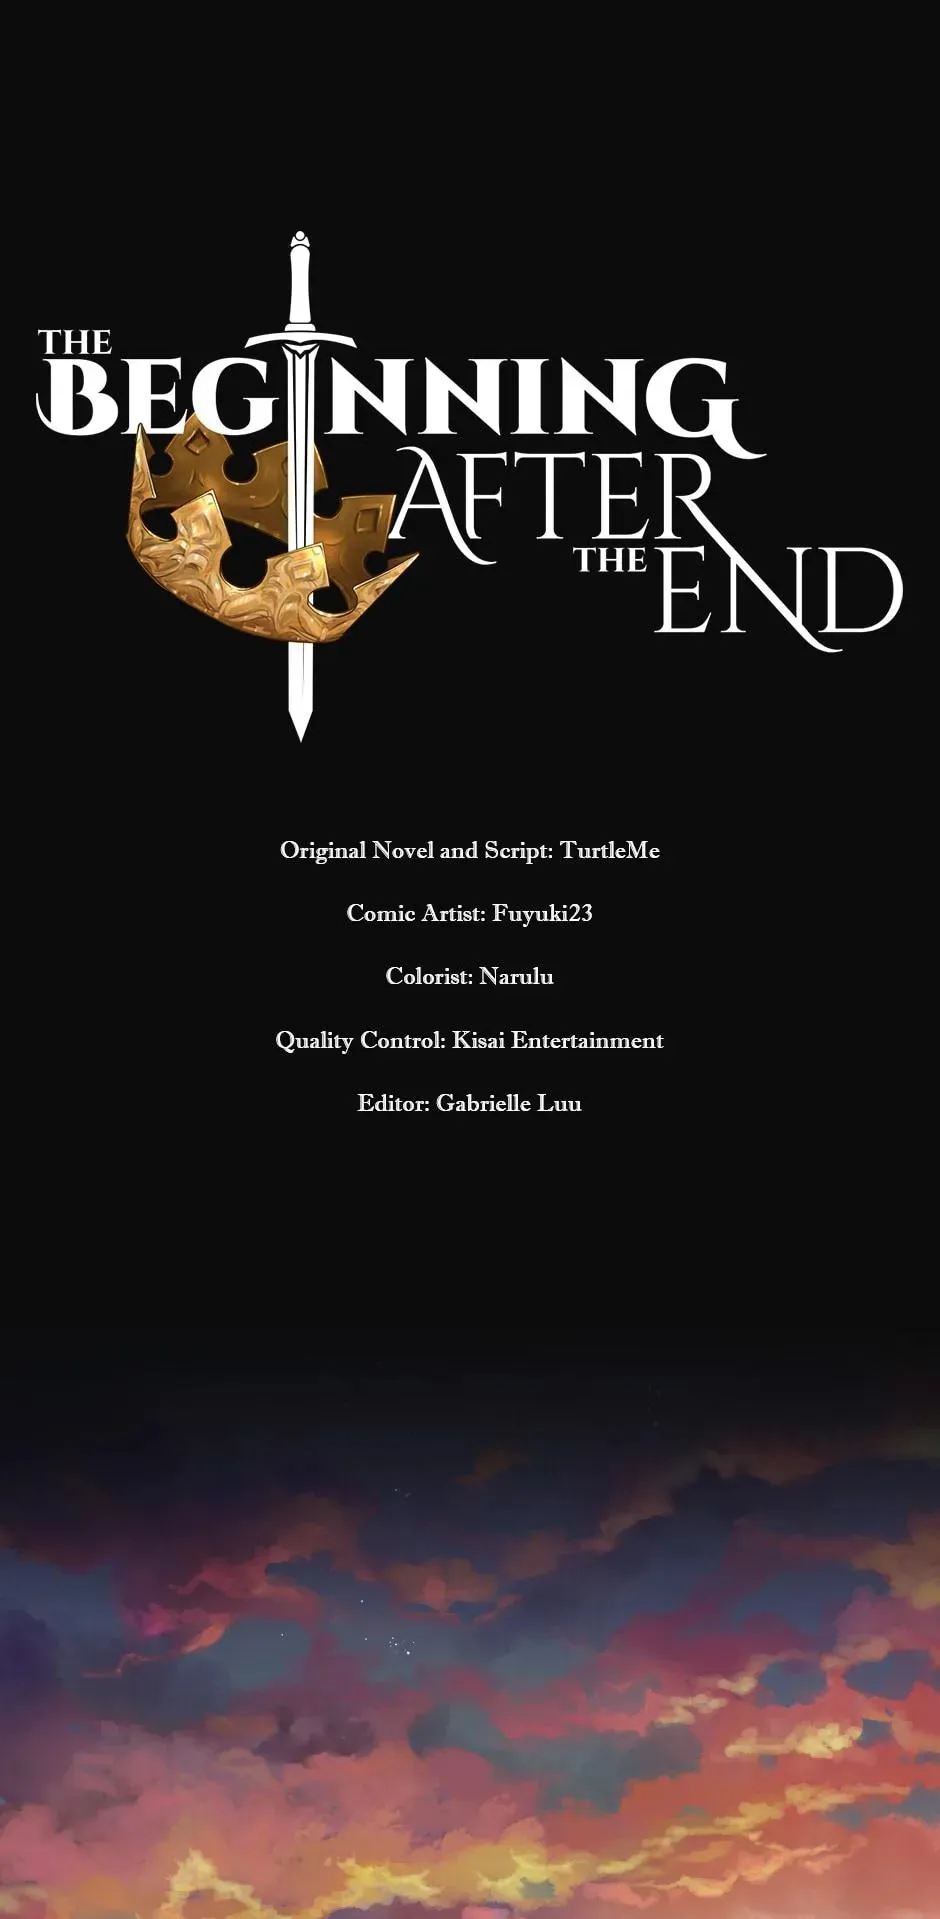 THE
BEGINNING
AFTER
THE END
Original Novel and Script: TurtleMe
Comic Artist: Fuyuki23
Colorist: Narulu
Quality Control: Kisai Entertainment
Editor: Gabrielle Luu